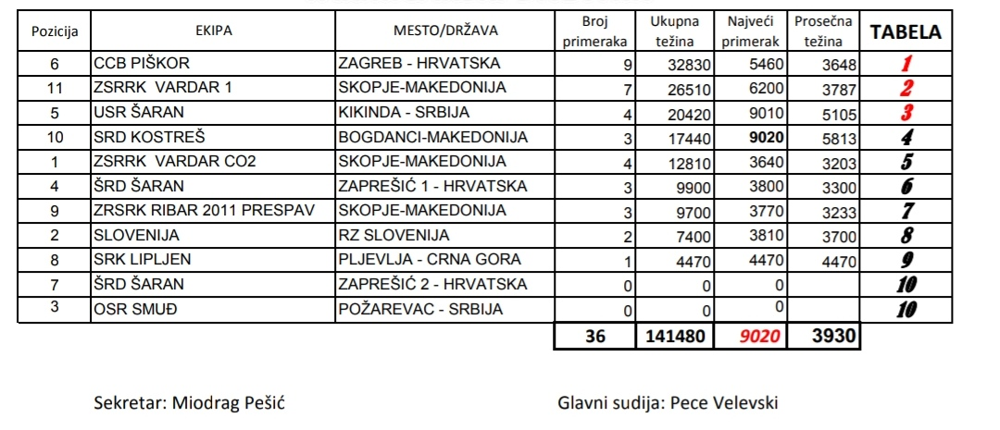 Pozicija EKIPA MESTO/DRŽAVA Broj primeraka Ukupna težina Najveći primerak Prosečna težina TABELA
6 CCB PIŠKOR ZAGREB - HRVATSKA 9 32830 5460 3648 1
11 ZSRRK VARDAR 1 SKOPJE-MAKEDONIJA 7 26510 6200 3787 2
5 USR ŠARAN KIKINDA - SRBIJA 4 20420 9010 5105 3
10 SRD KOSTREŠ BOGDANCI-MAKEDONIJA 3 17440 9020 5813 4
1 ZSRRK VARDAR CO2 SKOPJE-MAKEDONIJA 4 12810 3640 3203 5
4 ŠRD ŠARAN ZAPREŠIĆ 1 - HRVATSKA 3 9900 3800 3300 6
9 ZRSRK RIBAR 2011 PRESPAV SKOPJE-MAKEDONIJA 3 9700 3770 3233 7
2 SLOVENIJA RZ SLOVENIJA 2 7400 3810 3700 8
8 SRK LIPLJEN PLJEVLJA - CRNA GORA 1 4470 4470 4470 9
7 ŠRD ŠARAN ZAPREŠIĆ 2 - HRVATSKA 0 0 0 10
3 OSR SMUĐ POŽAREVAC - SRBIJA 0 0 0 10
36 141480 9020 3930
Sekretar: Miodrag Pešić Glavni sudija: Pece Velevski